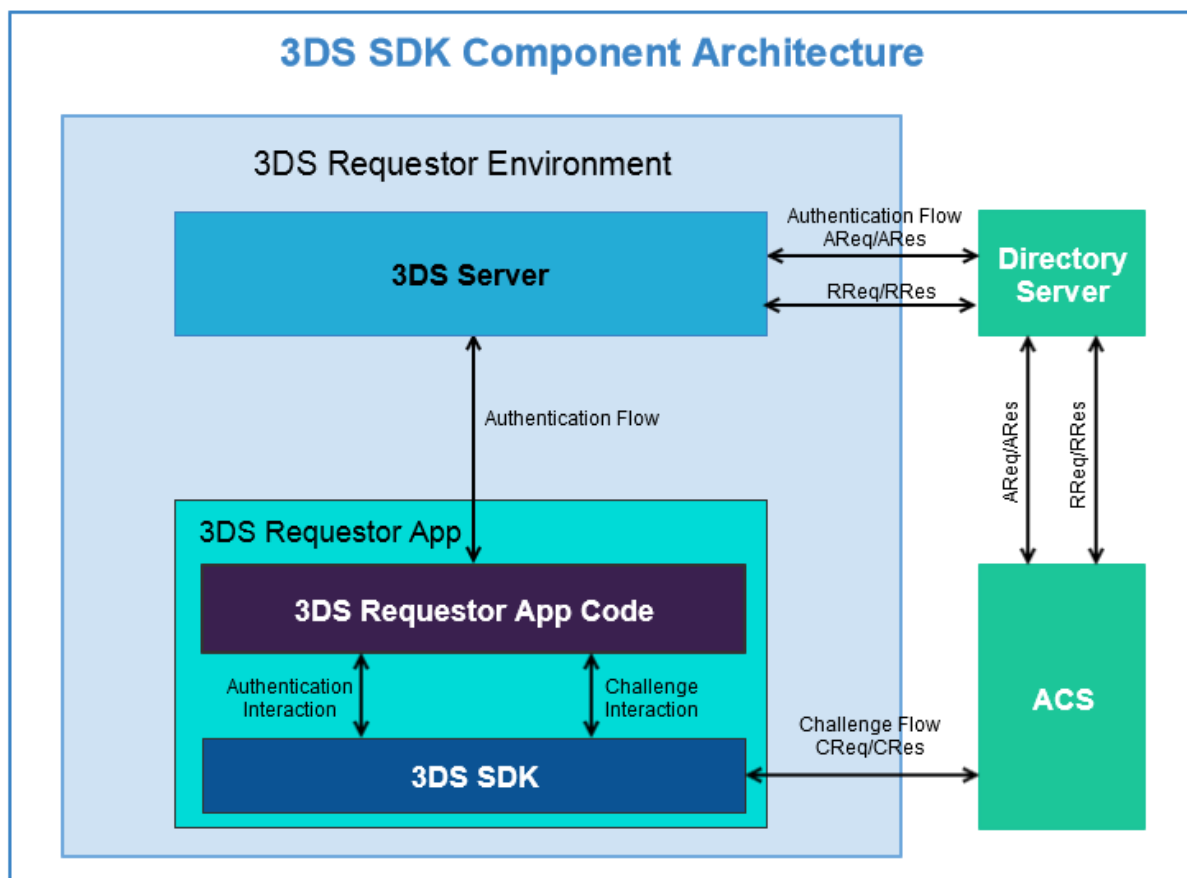 3DS SDK Component Architecture
3DS Requestor Environment
3DS Server
Authentication Flow
AReq/ARes
RReq/RRes
Directory
Server
Authentication Flow
AReq/ARes
RReq/RRes
3DS Requestor App
3DS Requestor App Code
Authentication
Interaction
Challenge
Interaction
3DS SDK
Challenge Flow
CReq/CRes
ACS